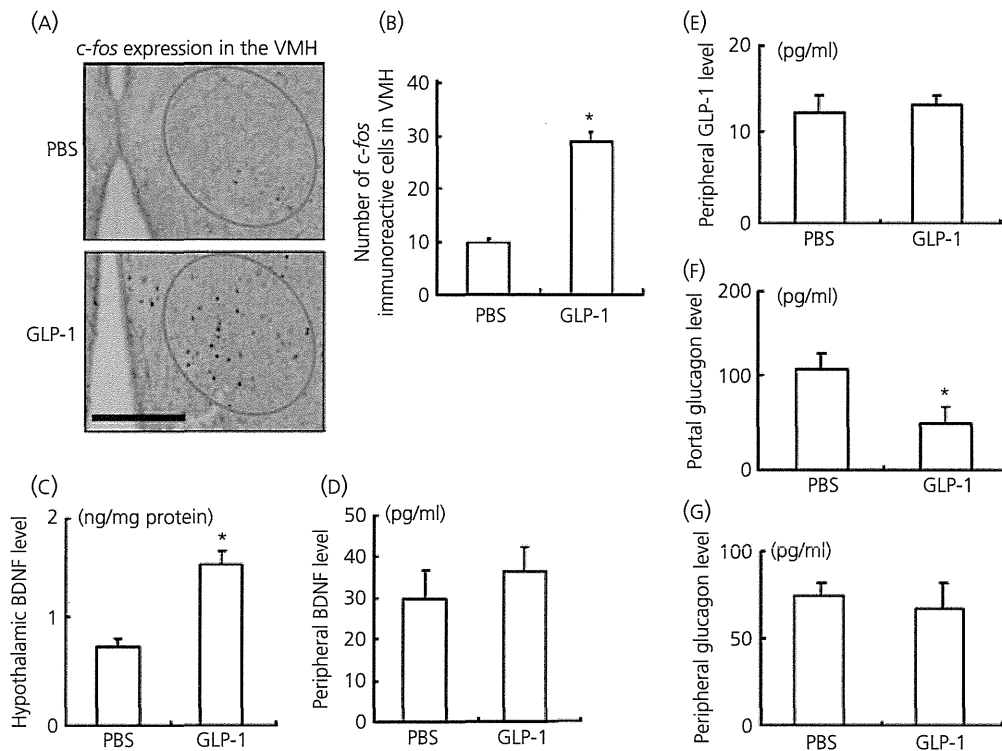 (A)
c-fos expression in the VMH
PBS
GLP-1
(B)
Number of c-fos
immunoreactive cells in VMH
40
30
20
10
0
*
PBS
GLP-1
(C)
Hypothalamic BDNF level
(ng/mg protein)
2
1
0
*
PBS
GLP-1
(D)
Peripheral BDNF level
(pg/ml)
50
40
30
20
10
0
PBS
GLP-1
(E)
Peripheral GLP-1 level
(pg/ml)
20
10
0
PBS
GLP-1
(F)
Portal glucagon level
(pg/ml)
200
100
0
*
PBS
GLP-1
(G)
Peripheral glucagon level
(pg/ml)
100
50
0
PBS
GLP-1